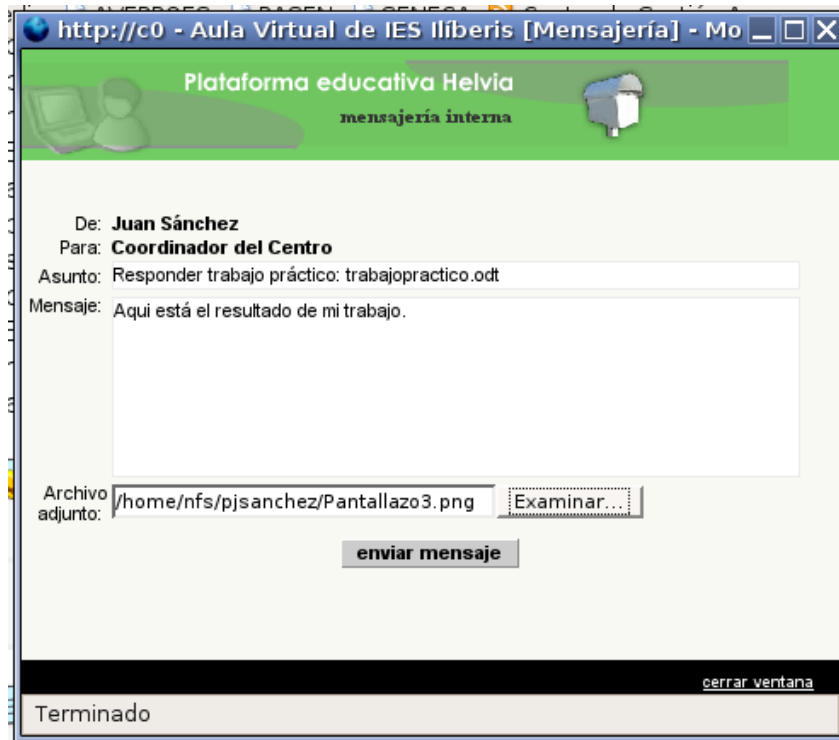 http://c0 - Aula Virtual de IES Ilíberis [Mensajería] - Mo
Plataforma educativa Helvia
mensajería interna
De: Juan Sánchez
Para: Coordinador del Centro
Asunto: Responder trabajo práctico: trabajopractico.odt
Mensaje: Aqui está el resultado de mi trabajo.
Archivo
adjunto: /home/nfs/pjsanchez/Pantallazo3.png Examinar...
enviar mensaje
cerrar ventana
Terminado